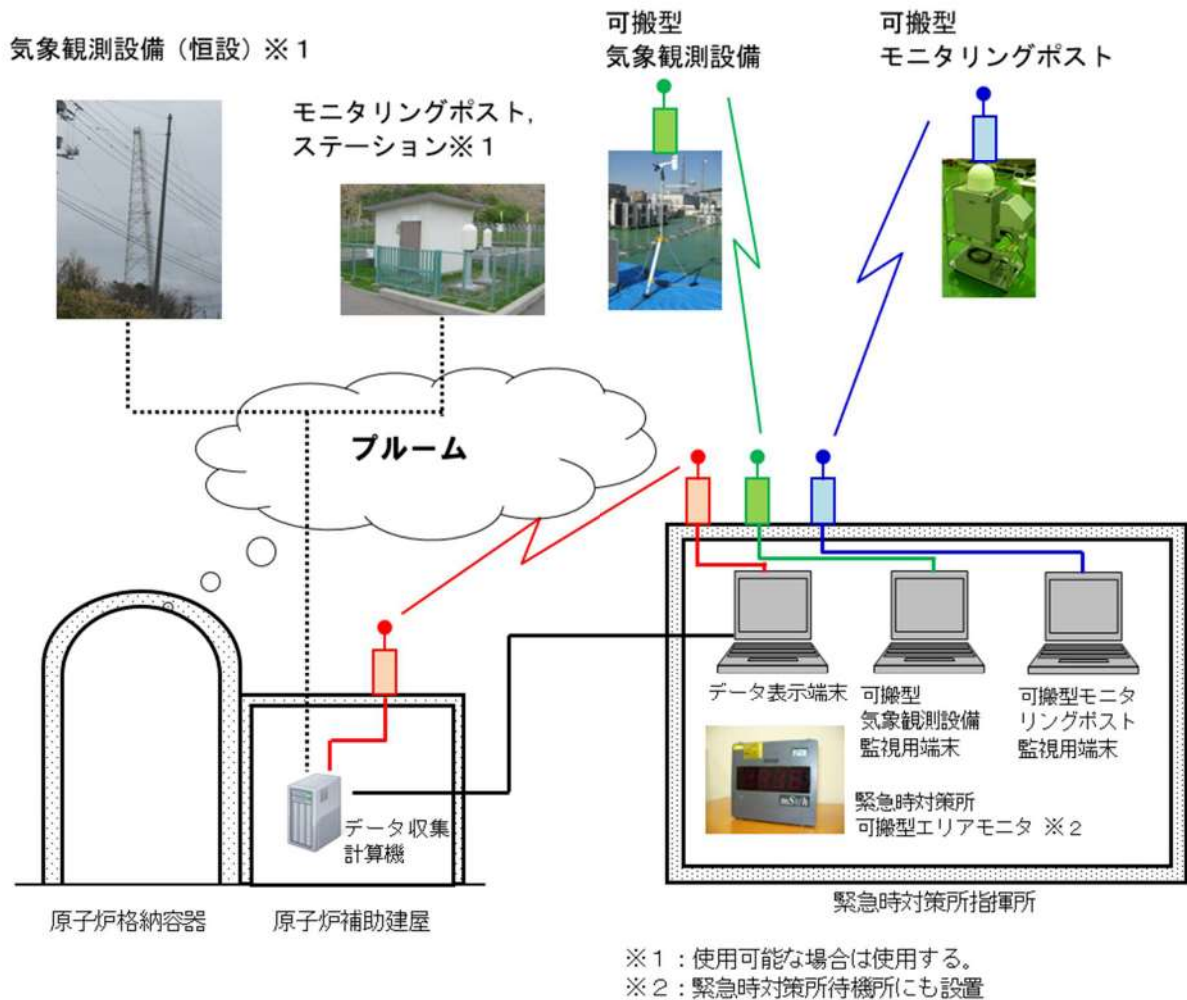 気象観測設備（恒設）※１
モニタリングポスト，
ステーション※１
可搬型
気象観測設備
可搬型
モニタリングポスト
プルーム
データ表示端末
可搬型
気象観測設備
監視用端末
可搬型モニタ
リングポスト
監視用端末
緊急時対策所
可搬型エリアモニタ ※２
データ収集
計算機
原子炉格納容器
原子炉補助建屋
緊急時対策所指揮所
※１：使用可能な場合は使用する。
※２：緊急時対策所待機所にも設置